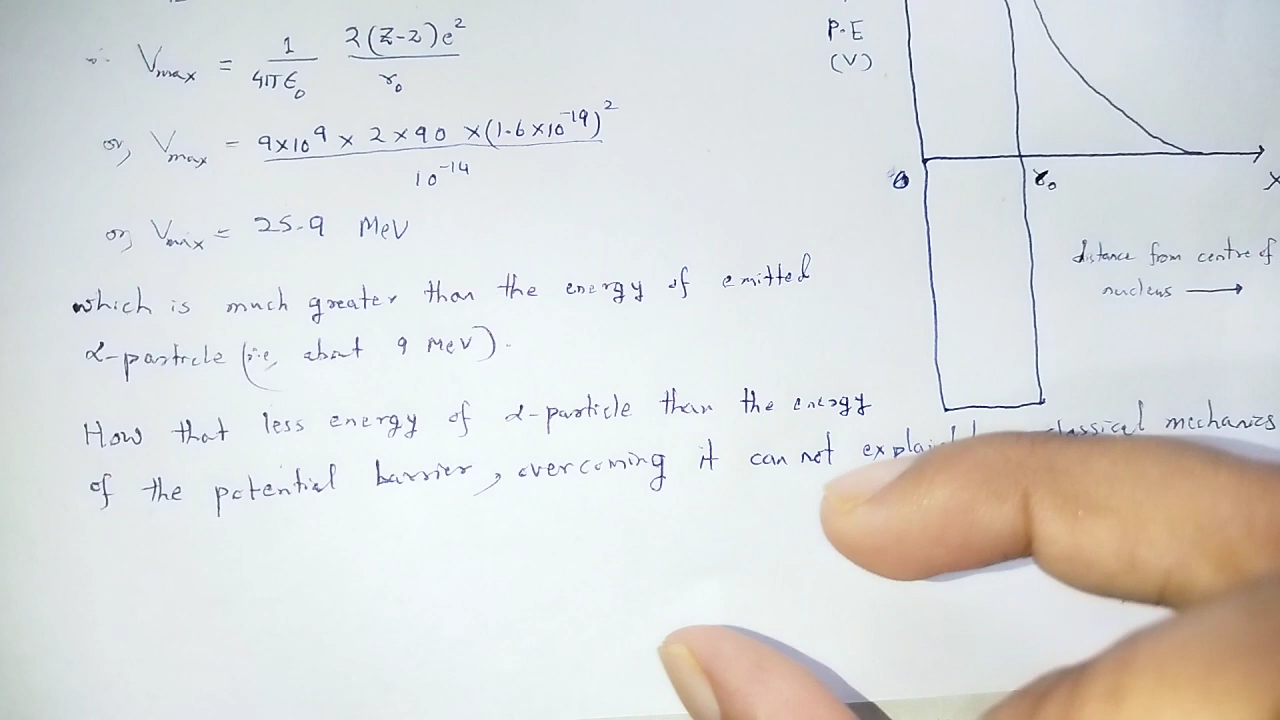 ∴ Vmax = 1/4πϵ₀ 2(Z-2)e²/r₀
or, Vmax = 9×10⁹ × 2×90 ×(1.6×10⁻¹⁹)²/10⁻¹⁴
or, Vmax = 25.9 MeV
which is much greater than the energy of emitted
α-particle (i.e, about 9 MeV).
How that less energy of α-particle than the energy
of the potential barrier, overcoming it can not classical mechanics
P.E
(V)
0
r₀
X
distance from centre of
nucleus ⟶